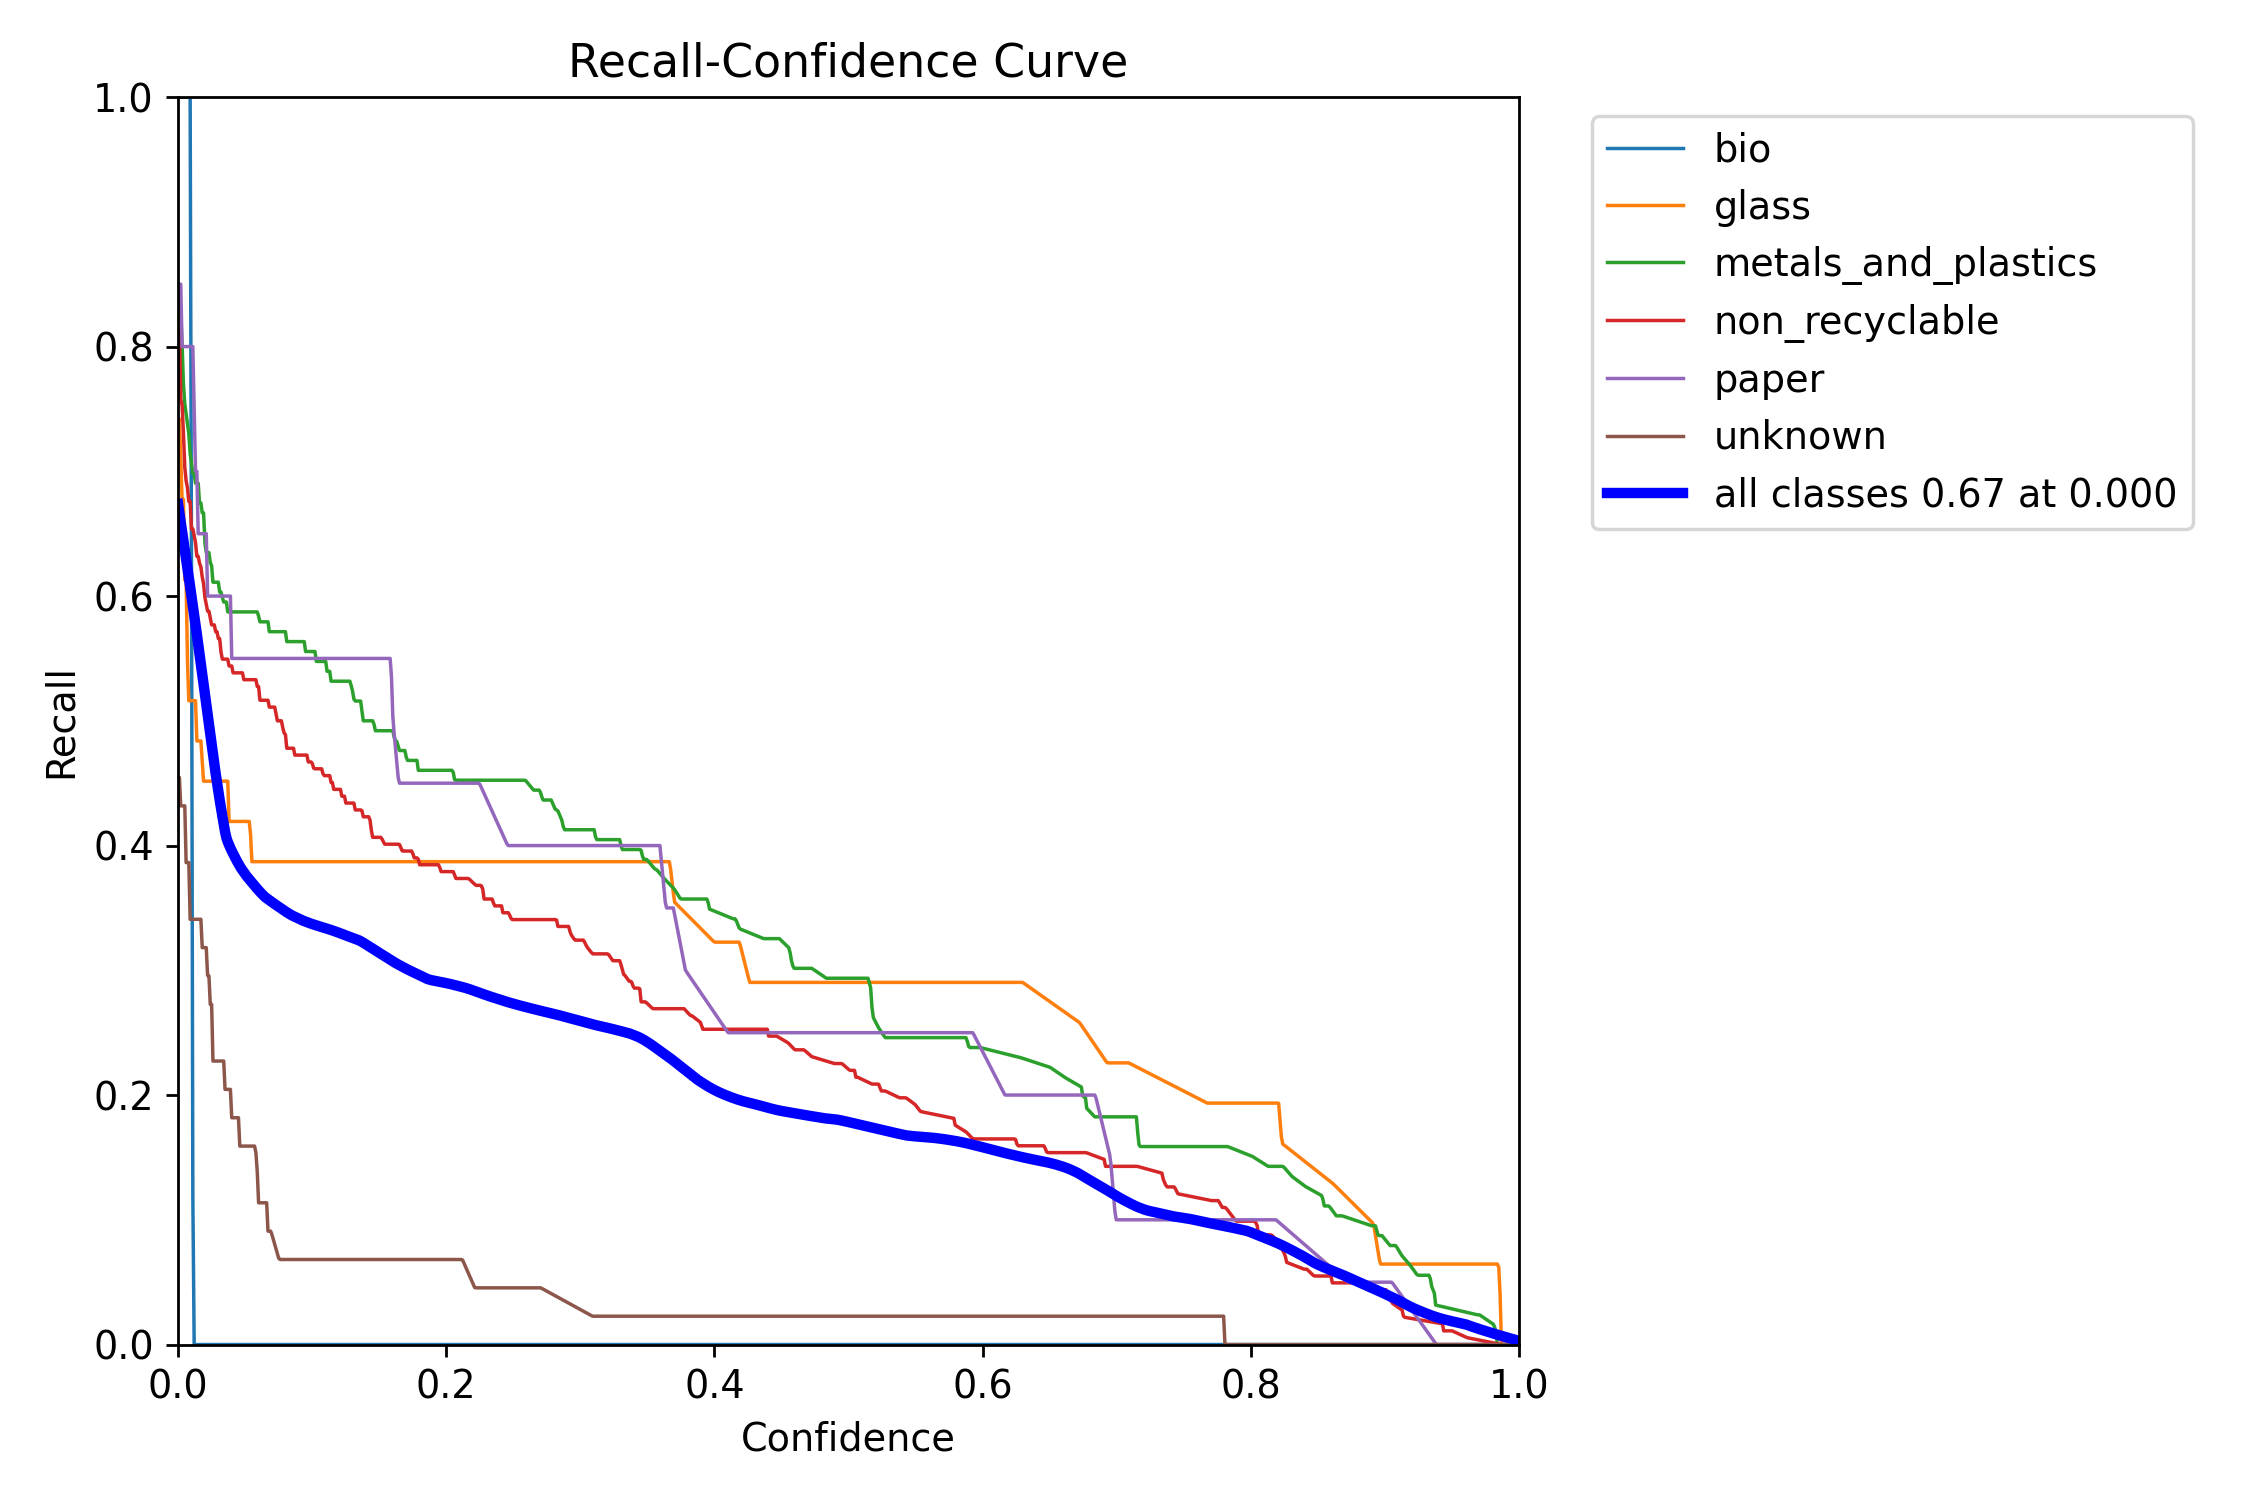 Recall-Confidence Curve
1.0
0.8
0.6
0.4
0.2
0.0
Recall
0.0 0.2 0.4 0.6 0.8 1.0
Confidence
bio
glass
metals_and_plastics
non_recyclable
paper
unknown
all classes 0.67 at 0.000